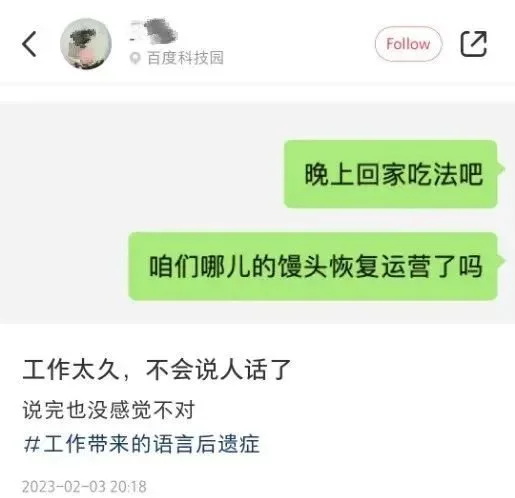 百度科技园
Follow
晚上回家吃法吧
咱们哪儿的馒头恢复运营了吗
工作太久，不会说人话了
说完也没感觉不对
#工作带来的语言后遗症
2023-02-03 20:18